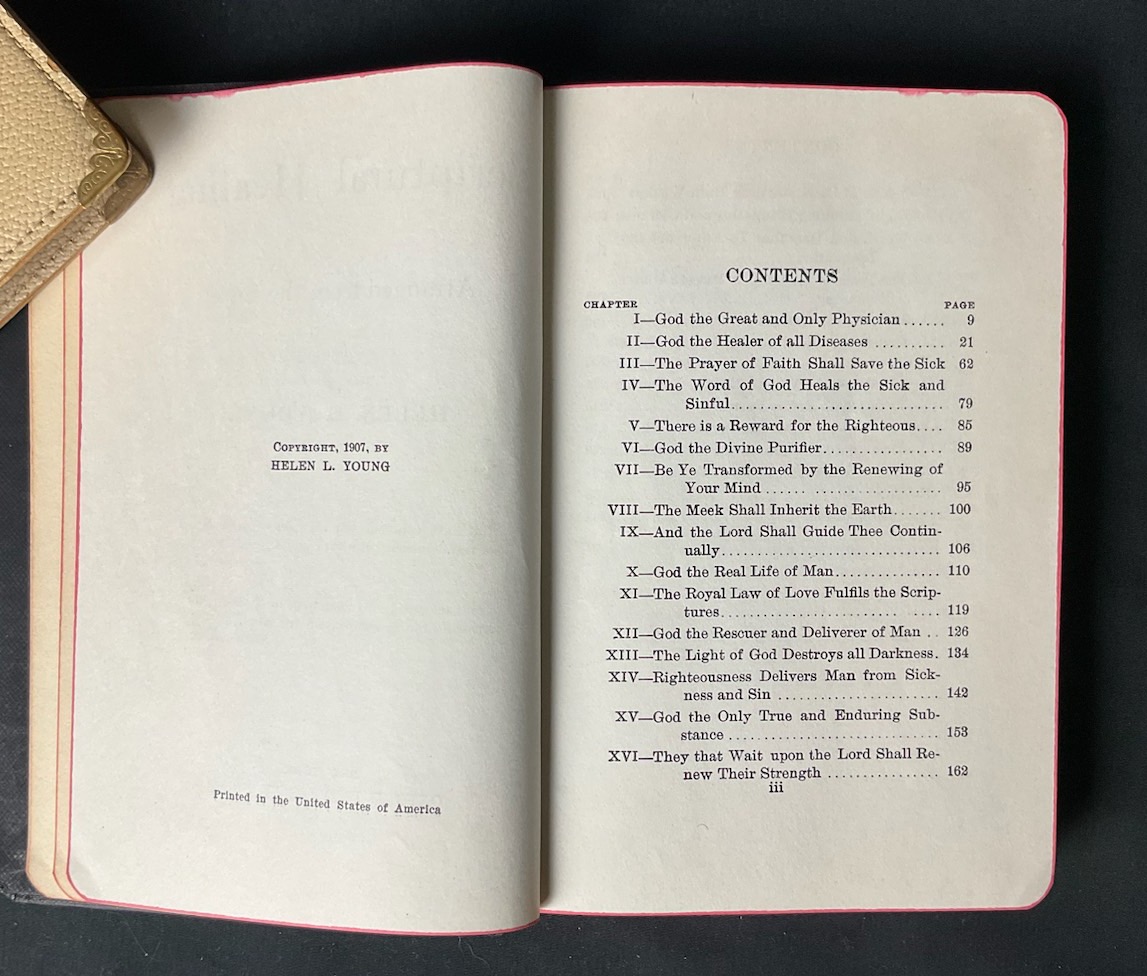 COPYRIGHT, 1907, BY
HELEN L. YOUNG
Printed in the United States of America
CONTENTS
CHAPTER PAGE
I—God the Great and Only Physician...... 9
II—God the Healer of all Diseases .......... 21
III—The Prayer of Faith Shall Save the Sick 62
IV—The Word of God Heals the Sick and
Sinful............................. 79
V—There is a Reward for the Righteous.... 85
VI—God the Divine Purifier................. 89
VII—Be Ye Transformed by the Renewing of
Your Mind ...... .................. 95
VIII—The Meek Shall Inherit the Earth....... 100
IX—And the Lord Shall Guide Thee Contin-
ually.............................. 106
X—God the Real Life of Man............... 110
XI—The Royal Law of Love Fulfils the Scrip-
tures........................ .... 119
XII—God the Rescuer and Deliverer of Man .. 126
XIII—The Light of God Destroys all Darkness. 134
XIV—Righteousness Delivers Man from Sick-
ness and Sin ...................... 142
XV—God the Only True and Enduring Sub-
stance ............................. 153
XVI—They that Wait upon the Lord Shall Re-
new Their Strength ................ 162
iii